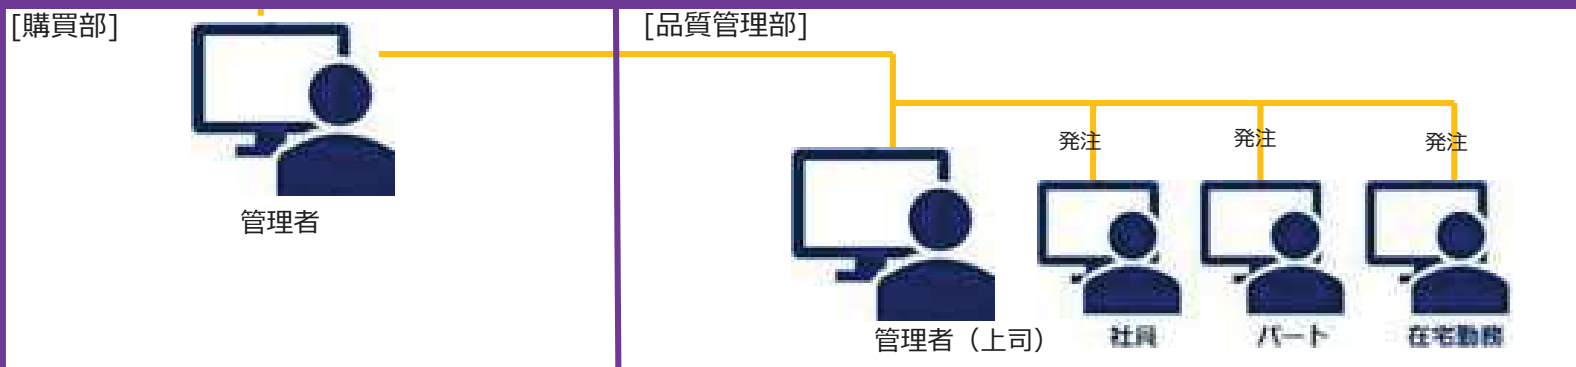 [購買部]
管理者
[品質管理部]
発注
発注
発注
管理者（上司）
社員
パート
在宅勤務